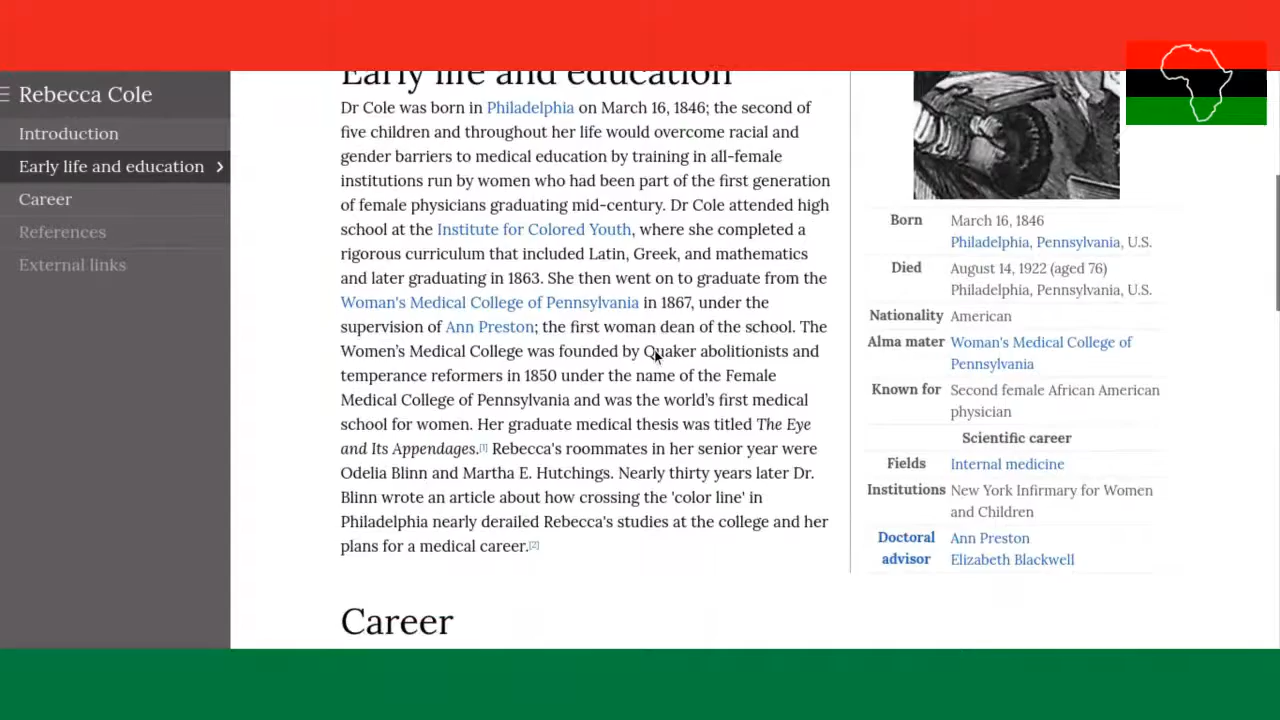 Rebecca Cole
Introduction
Early life and education
Career
References
External links
Early life and education
Dr Cole was born in Philadelphia on March 16, 1846; the second of
five children and throughout her life would overcome racial and
gender barriers to medical education by training in all-female
institutions run by women who had been part of the first generation
of female physicians graduating mid-century. Dr Cole attended high
school at the Institute for Colored Youth, where she completed a
rigorous curriculum that included Latin, Greek, and mathematics
and later graduating in 1863. She then went on to graduate from the
Woman's Medical College of Pennsylvania in 1867, under the
supervision of Ann Preston; the first woman dean of the school. The
Women’s Medical College was founded by Quaker abolitionists and
temperance reformers in 1850 under the name of the Female
Medical College of Pennsylvania and was the world’s first medical
school for women. Her graduate medical thesis was titled The Eye
and Its Appendages.[1] Rebecca's roommates in her senior year were
Odelia Blinn and Martha E. Hutchings. Nearly thirty years later Dr.
Blinn wrote an article about how crossing the 'color line' in
Philadelphia nearly derailed Rebecca's studies at the college and her
plans for a medical career.[2]
Career
Born March 16, 1846
Philadelphia, Pennsylvania, U.S.
Died August 14, 1922 (aged 76)
Philadelphia, Pennsylvania, U.S.
Nationality American
Alma mater Woman's Medical College of
Pennsylvania
Known for Second female African American
physician
Scientific career
Fields Internal medicine
Institutions New York Infirmary for Women
and Children
Doctoral Ann Preston
advisor Elizabeth Blackwell